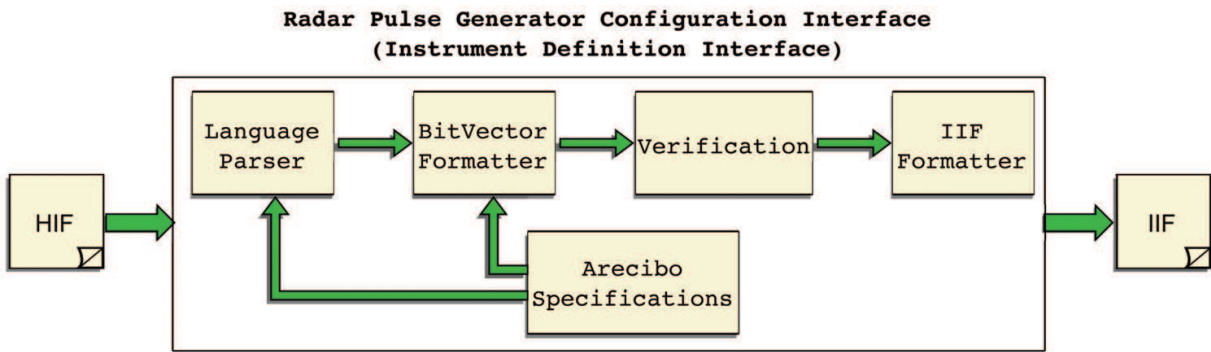 Radar Pulse Generator Configuration Interface
(Instrument Definition Interface)
HIF
Language
Parser
BitVector
Formatter
Verification
IIF
Formatter
Arecibo
Specifications
IIF